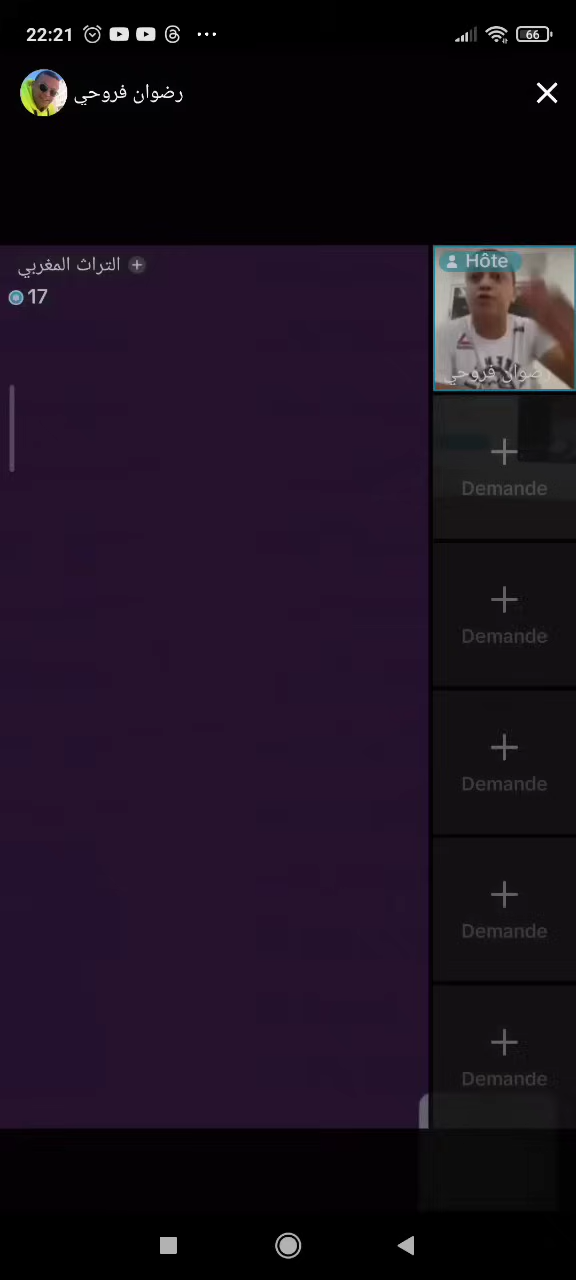 22:21
66
رضوان فروحي
التراث المغربي
17
Hôte
رضوان فروحي
Demande
Demande
Demande
Demande
Demande